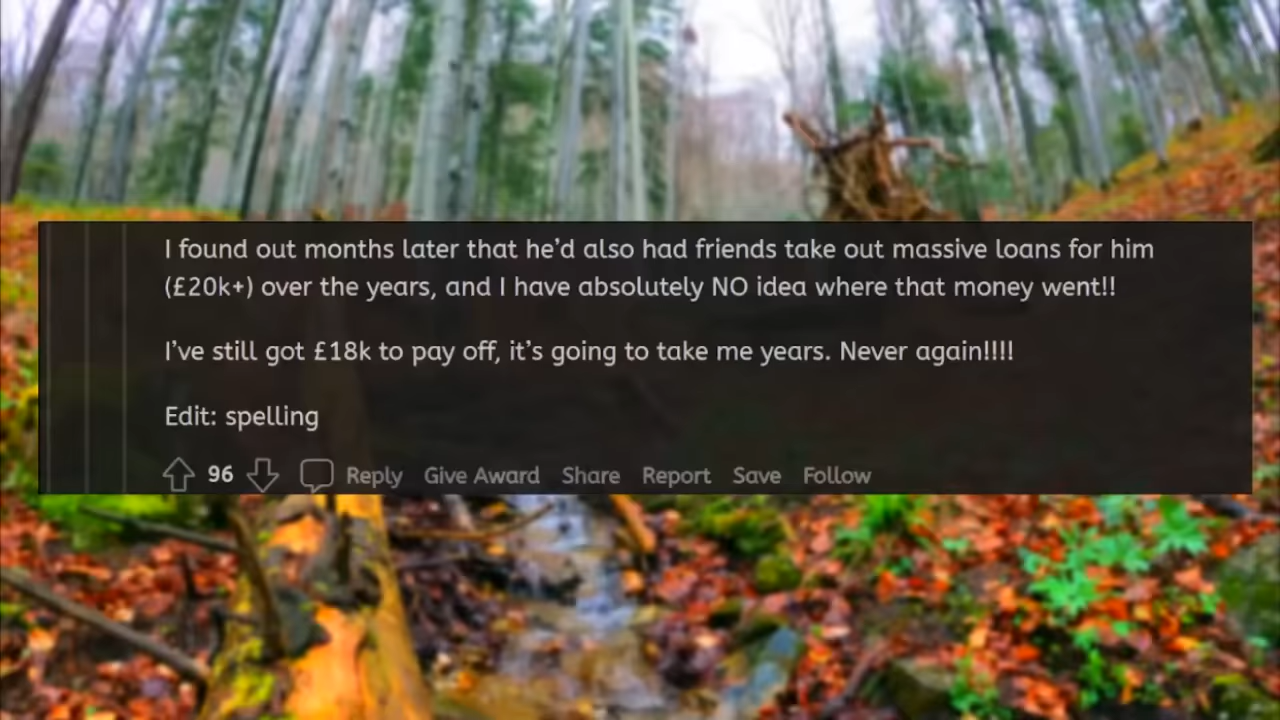 I found out months later that he’d also had friends take out massive loans for him
(£20k+) over the years, and I have absolutely NO idea where that money went!!
I’ve still got £18k to pay off, it’s going to take me years. Never again!!!!
Edit: spelling
96 Reply Give Award Share Report Save Follow